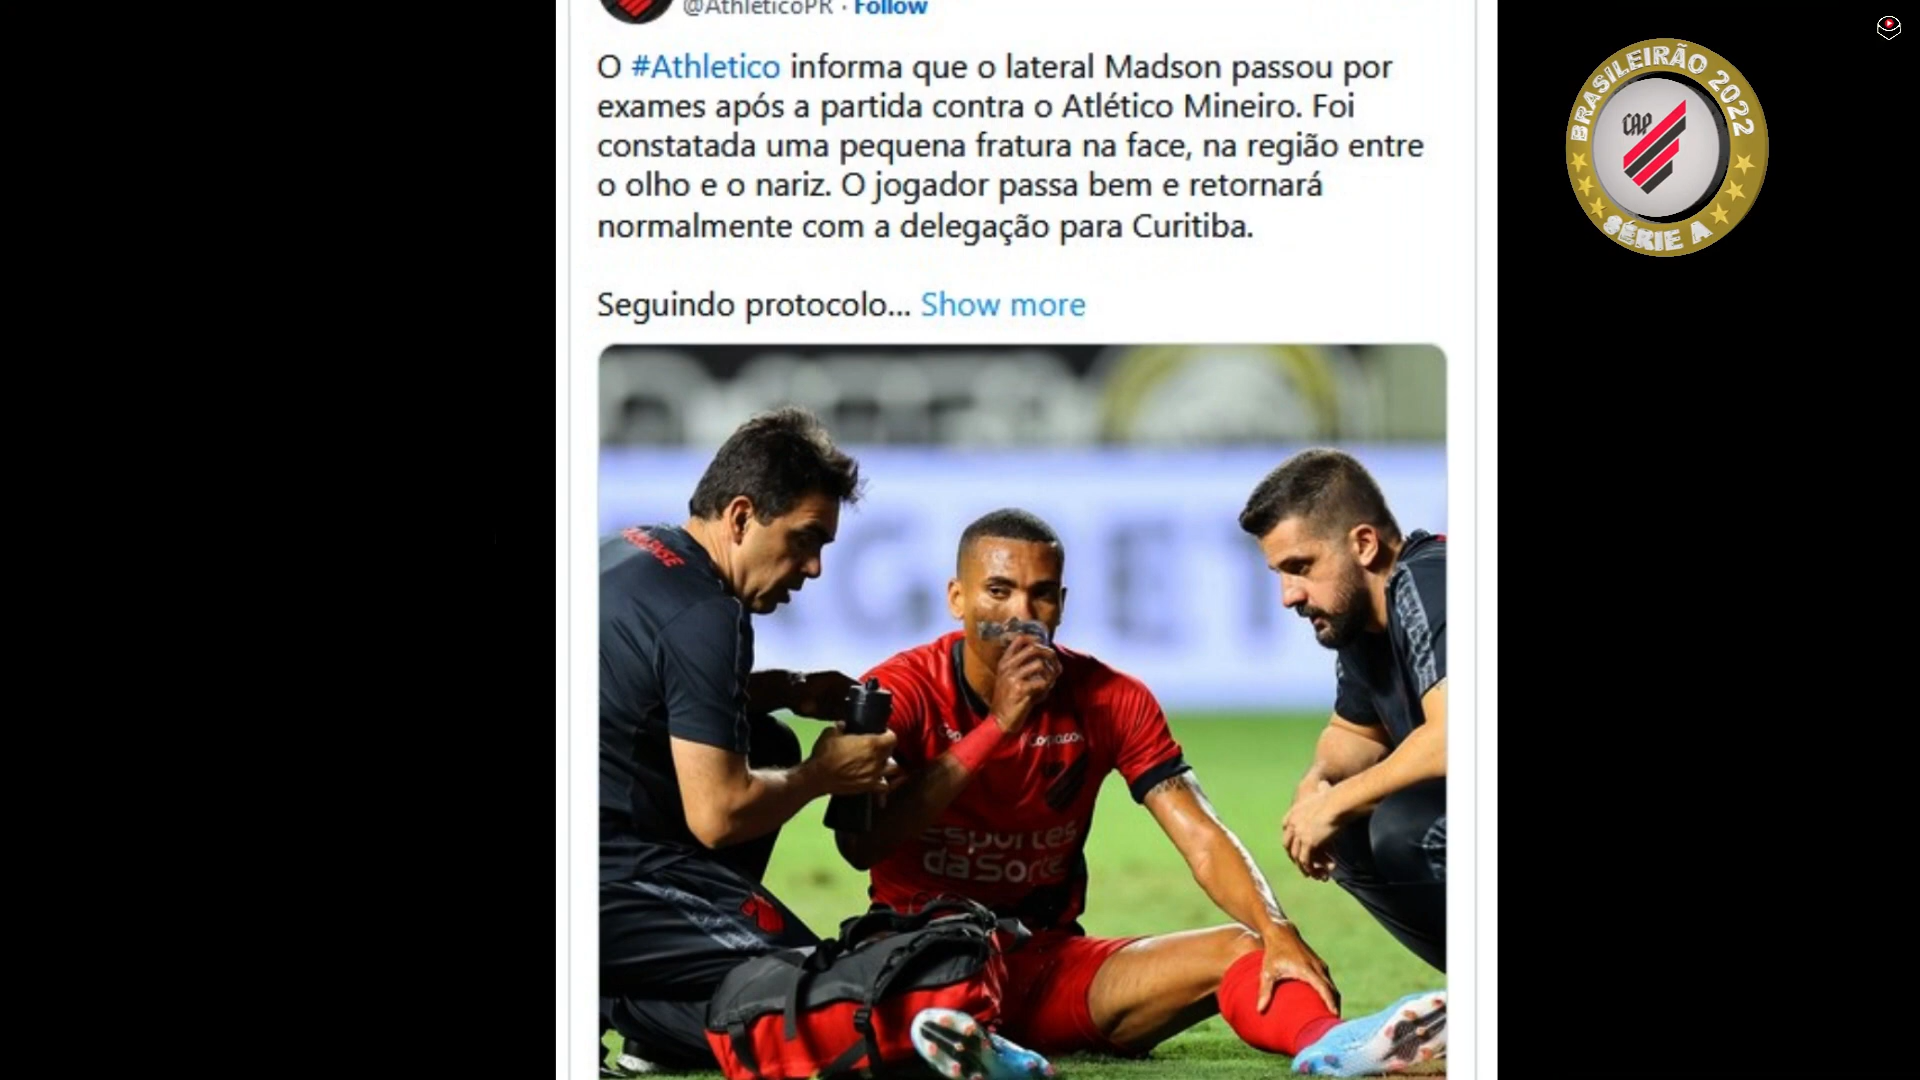 @AthleticoPR · Follow
O #Athletico informa que o lateral Madson passou por
exames após a partida contra o Atlético Mineiro. Foi
constatada uma pequena fratura na face, na região entre
o olho e o nariz. O jogador passa bem e retornará
normalmente com a delegação para Curitiba.
Seguindo protocolo... Show more
BRASILEIRÃO 2022
CAP
SÉRIE A
Copacol
esportes
da Sorte